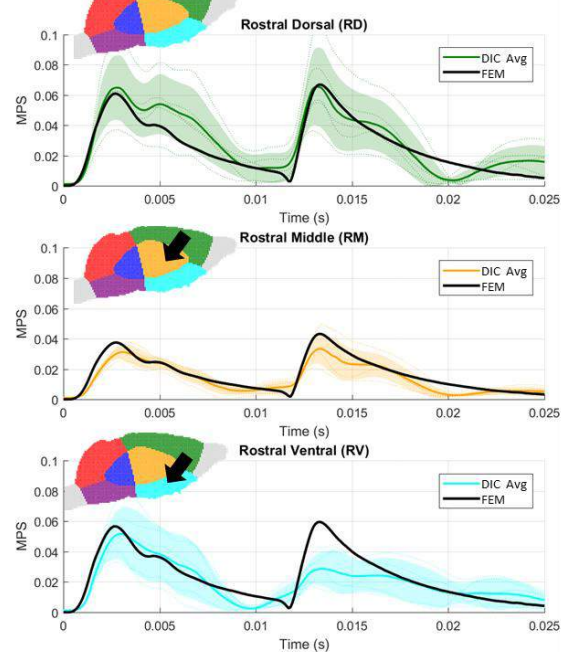 Rostral Dorsal (RD)
0.1
0.08
0.06
0.04
0.02
0
MPS
DIC Avg
FEM
0 0.005 0.01 0.015 0.02 0.025
Time (s)
Rostral Middle (RM)
0.1
0.08
0.06
0.04
0.02
0
MPS
DIC Avg
FEM
0 0.005 0.01 0.015 0.02 0.025
Time (s)
Rostral Ventral (RV)
0.1
0.08
0.06
0.04
0.02
0
MPS
DIC Avg
FEM
0 0.005 0.01 0.015 0.02 0.025
Time (s)